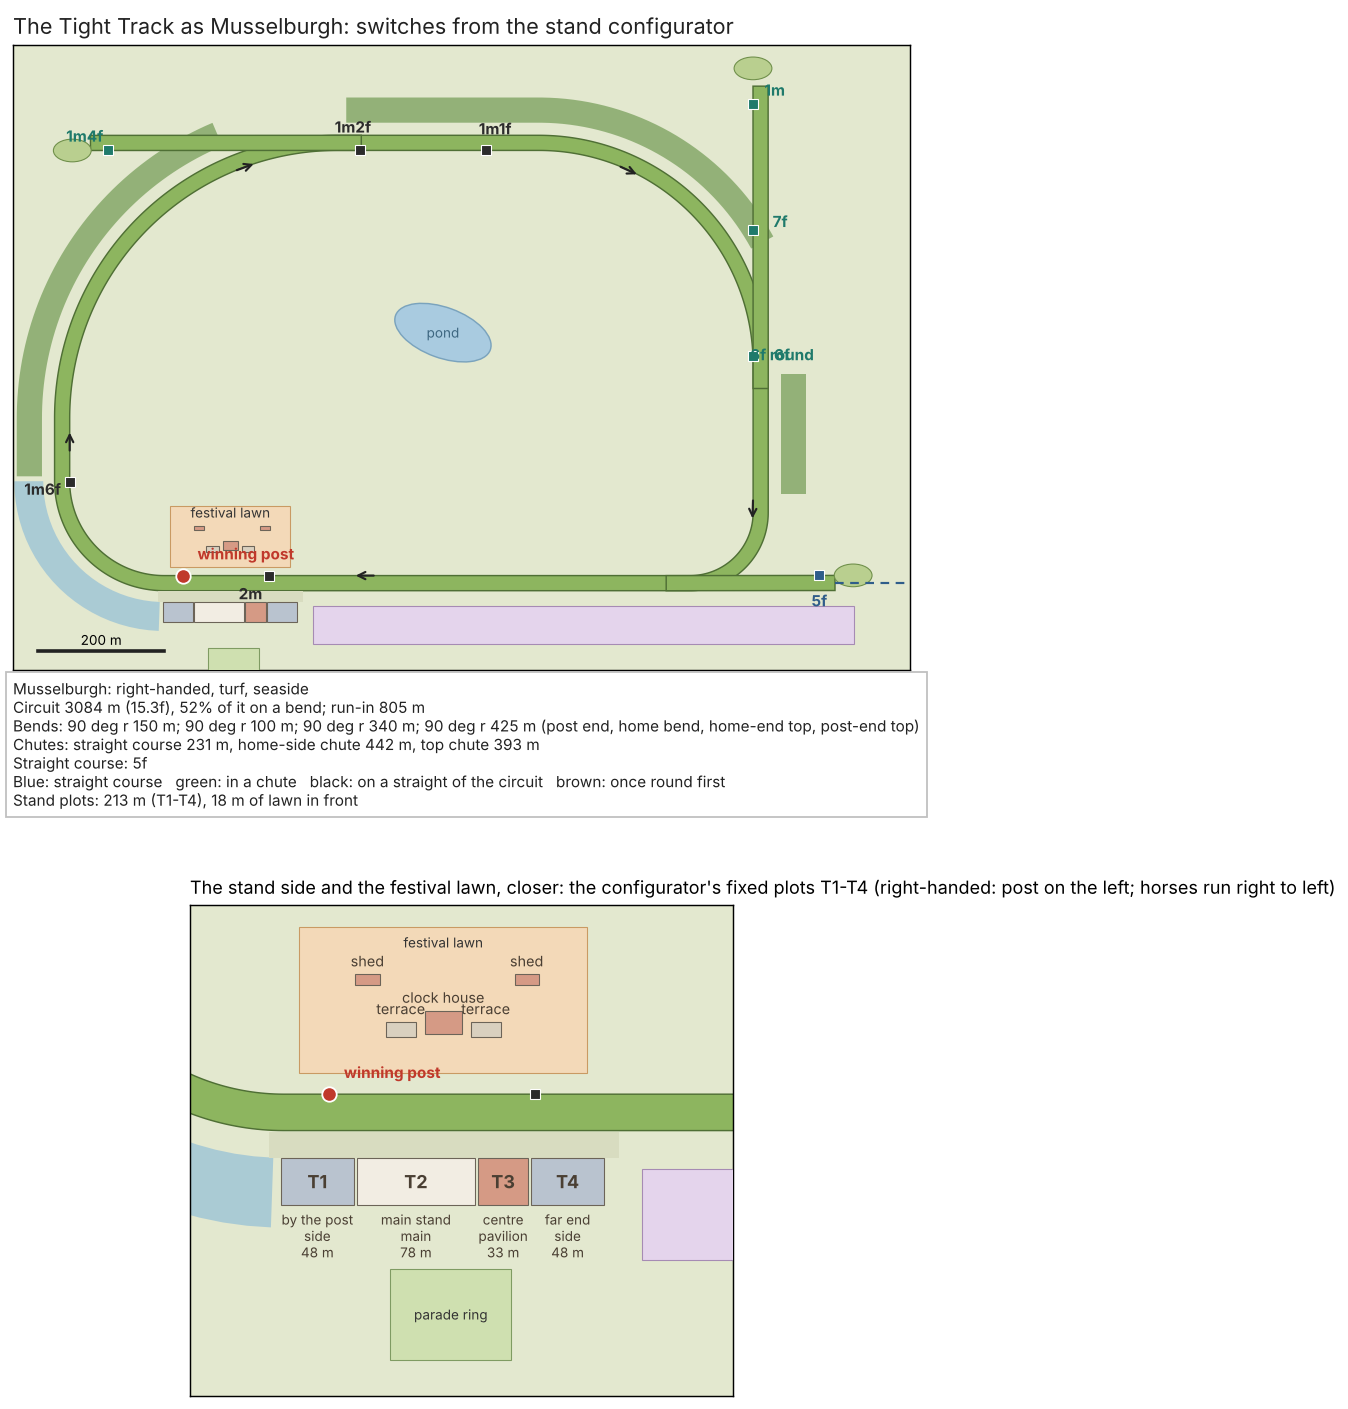 The Tight Track as Musselburgh: switches from the stand configurator
1m
1m4f
1m2f
1m1f
7f
6f
round
pond
1m6f
festival lawn
winning post
2m
5f
200 m
Musselburgh: right-handed, turf, seaside
Circuit 3084 m (15.3f), 52% of it on a bend; run-in 805 m
Bends: 90 deg r 150 m; 90 deg r 100 m; 90 deg r 340 m; 90 deg r 425 m (post end, home bend, home-end top, post-end top)
Chutes: straight course 231 m, home-side chute 442 m, top chute 393 m
Straight course: 5f
Blue: straight course green: in a chute black: on a straight of the circuit brown: once round first
Stand plots: 213 m (T1-T4), 18 m of lawn in front
The stand side and the festival lawn, closer: the configurator's fixed plots T1-T4 (right-handed: post on the left; horses run right to left)
festival lawn
shed shed
clock house
terrace terrace
winning post
T1 T2 T3 T4
by the post main stand centre far end
side main pavilion side
48 m 78 m 33 m 48 m
parade ring